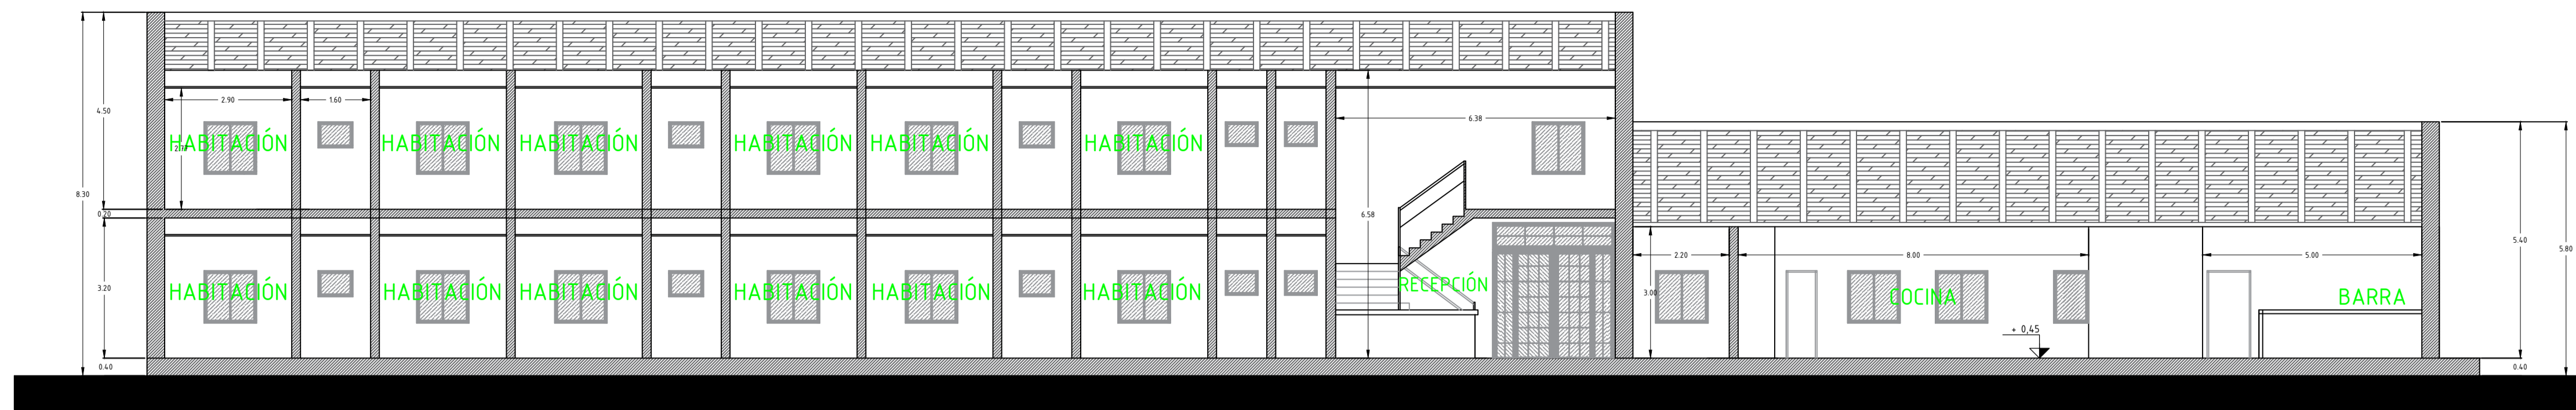 2.90
1.60
4.50
8.30
HABITACIÓN
HABITACIÓN
HABITACIÓN
HABITACIÓN
HABITACIÓN
HABITACIÓN
2.77
6.38
0.20
6.58
5.40
5.80
2.20
8.00
5.00
3.20
HABITACIÓN
HABITACIÓN
HABITACIÓN
HABITACIÓN
HABITACIÓN
HABITACIÓN
RECEPCIÓN
3.00
COCINA
BARRA
+ 0,45
0.40
0.40